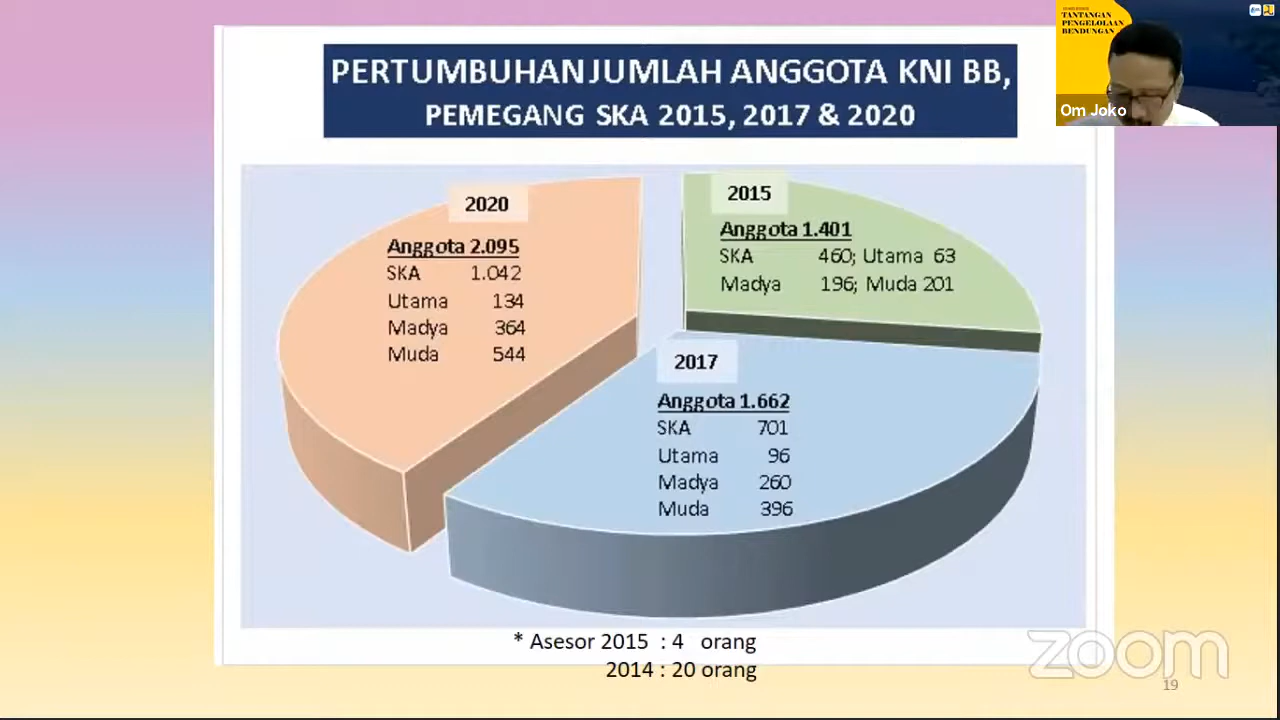 PERTUMBUHAN JUMLAH ANGGOTA KNI BB,
PEMEGANG SKA 2015, 2017 & 2020
TANTANGAN
PENGELOLAAN
BENDUNGAN
Om Joko
2020
Anggota 2.095
SKA 1.042
Utama 134
Madya 364
Muda 544
2015
Anggota 1.401
SKA 460; Utama 63
Madya 196; Muda 201
2017
Anggota 1.662
SKA 701
Utama 96
Madya 260
Muda 396
* Asesor 2015 : 4 orang
2014 : 20 orang
zoom
19